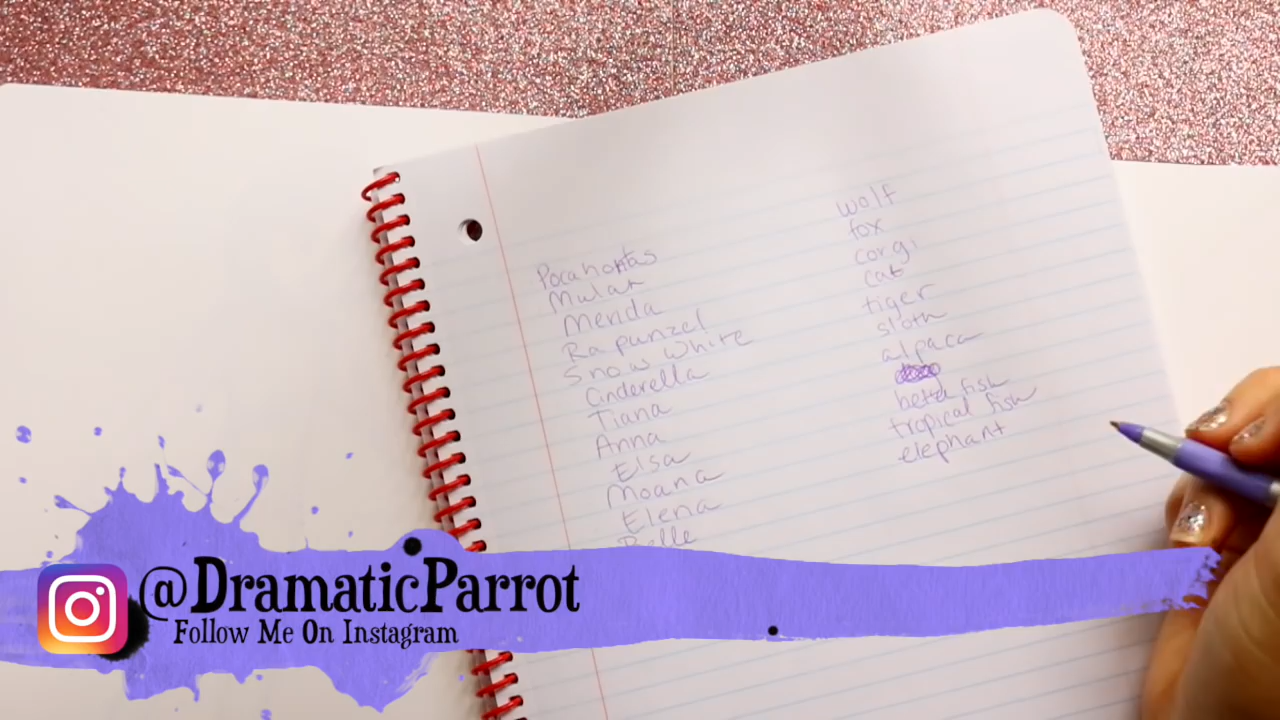 Pocahontas
Mulan
Merida
Rapunzel
Snow White
Cinderella
Tiana
Anna
Elsa
Moana
Elena
Belle
wolf
fox
corgi
cat
tiger
sloth
alpaca
betta fish
tropical fish
elephant
@DramaticParrot
Follow Me On Instagram